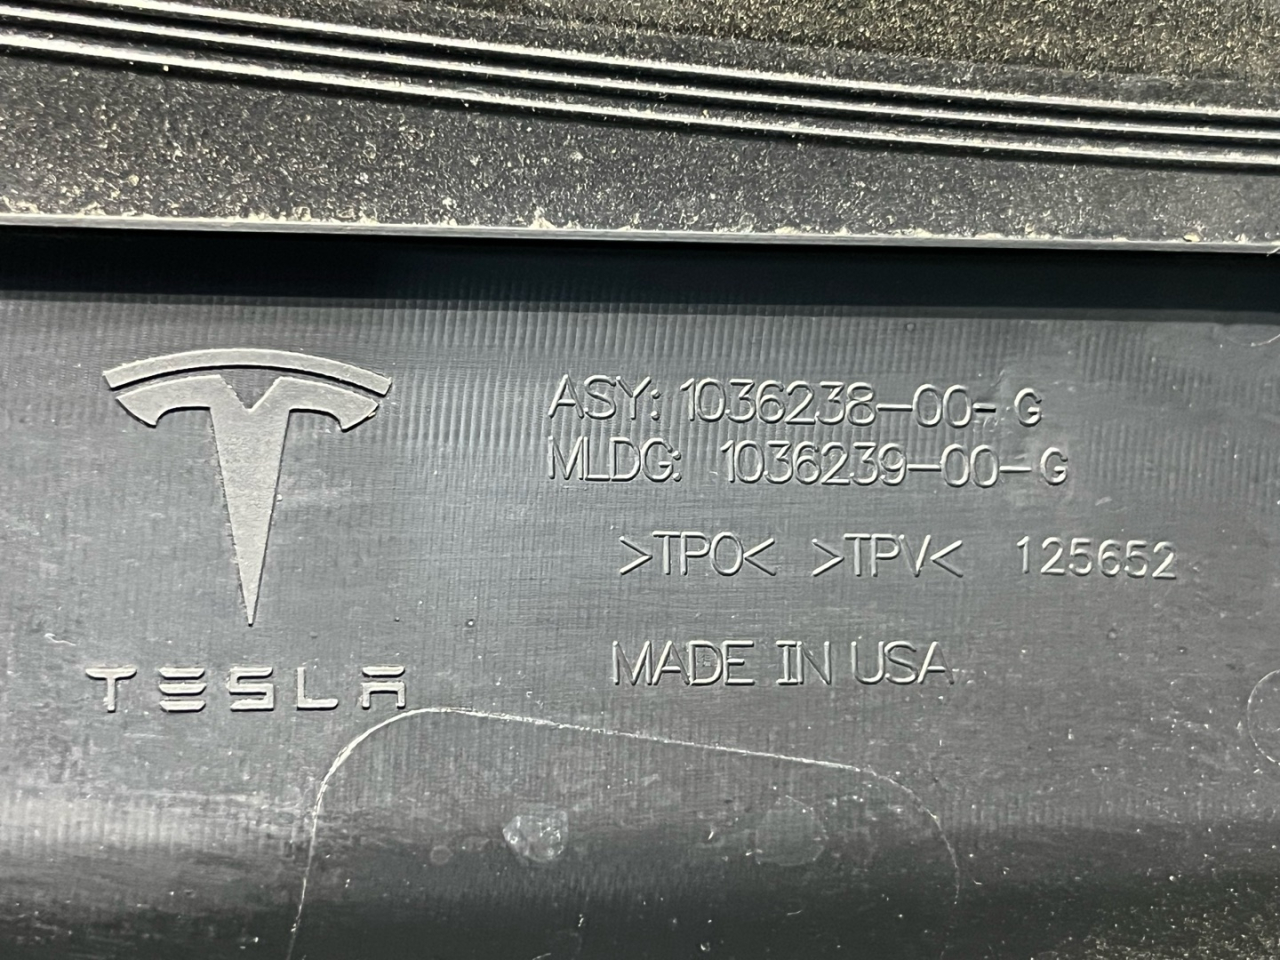 ASY: 1036238-00-G
MLDG: 1036239-00-G
>TPO< >TPV< 125652
MADE IN USA
TESLA